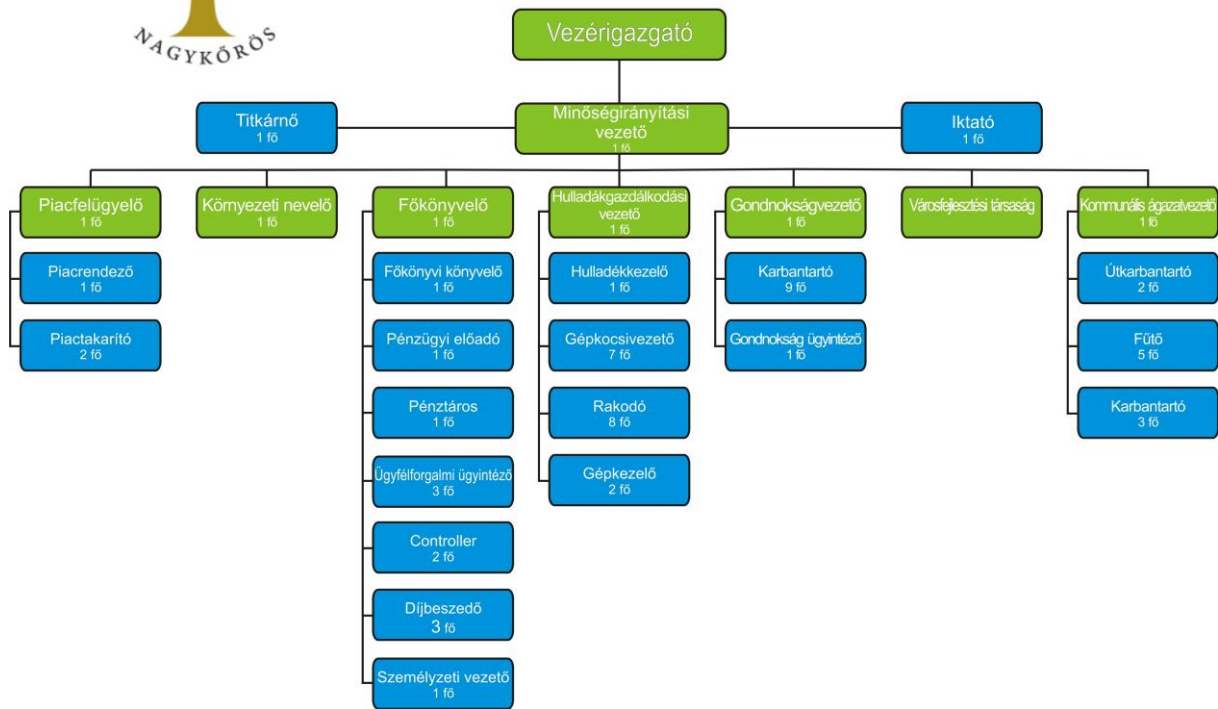 NAGYKŐRÖS
Vezérigazgató
Titkárnő
1 fő
Minőségirányítási
vezető
1 fő
Iktató
1 fő
Piacfelügyelő
1 fő
Környezeti nevelő
1 fő
Főkönyvelő
1 fő
Hulladákgazdálkodási
vezető
1 fő
Gondnokságvezető
1 fő
Városfejlesztési társaság
Kommunális ágazatvezető
1 fő
Piacrendező
1 fő
Főkönyvi könyvelő
1 fő
Hulladékkezelő
1 fő
Karbantartó
9 fő
Útkarbantartó
2 fő
Piactakarító
2 fő
Pénzügyi előadó
1 fő
Gépkocsivezető
7 fő
Gondnokság ügyintéző
1 fő
Fűtő
5 fő
Pénztáros
1 fő
Rakodó
8 fő
Karbantartó
3 fő
Ügyfélforgalmi ügyintéző
3 fő
Gépkezelő
2 fő
Controller
2 fő
Díjbeszedő
3 fő
Személyzeti vezető
1 fő